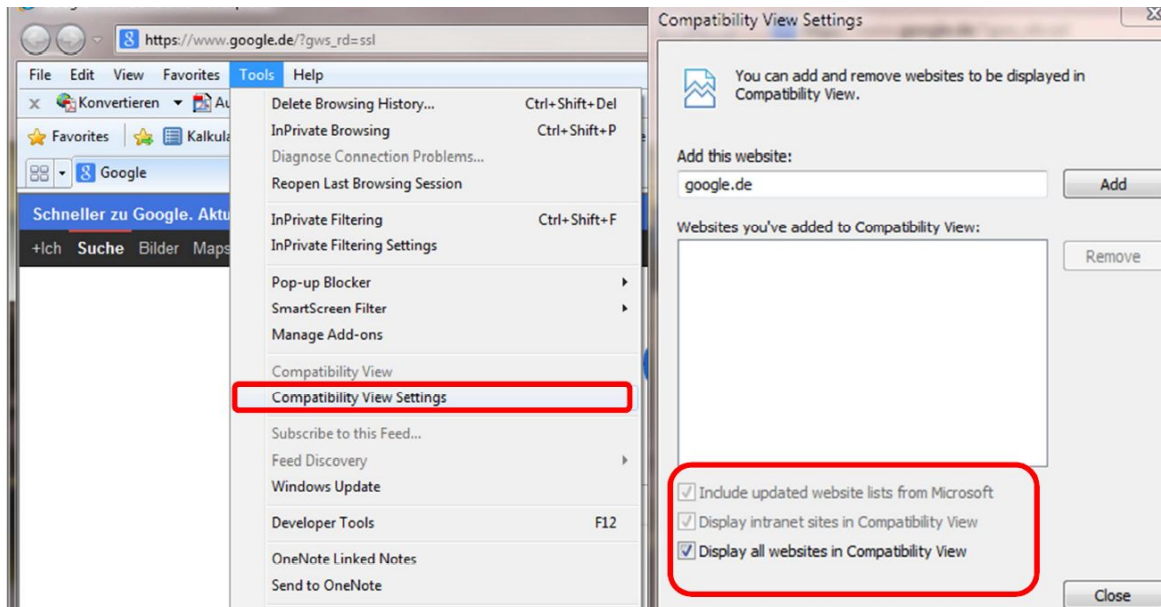 https://www.google.de/?gws_rd=ssl
File Edit View Favorites Tools Help
x Konvertieren
Favorites
Google
Schneller zu Google.
+Ich Suche Bilder Maps
Delete Browsing History... Ctrl+Shift+Del
InPrivate Browsing Ctrl+Shift+P
Diagnose Connection Problems...
Reopen Last Browsing Session
InPrivate Filtering Ctrl+Shift+F
InPrivate Filtering Settings
Pop-up Blocker
SmartScreen Filter
Manage Add-ons
Compatibility View
Compatibility View Settings
Subscribe to this Feed...
Feed Discovery
Windows Update
Developer Tools F12
OneNote Linked Notes
Send to OneNote
Compatibility View Settings
You can add and remove websites to be displayed in
Compatibility View.
Add this website:
google.de
Add
Websites you've added to Compatibility View:
Remove
Include updated website lists from Microsoft
Display intranet sites in Compatibility View
Display all websites in Compatibility View
Close